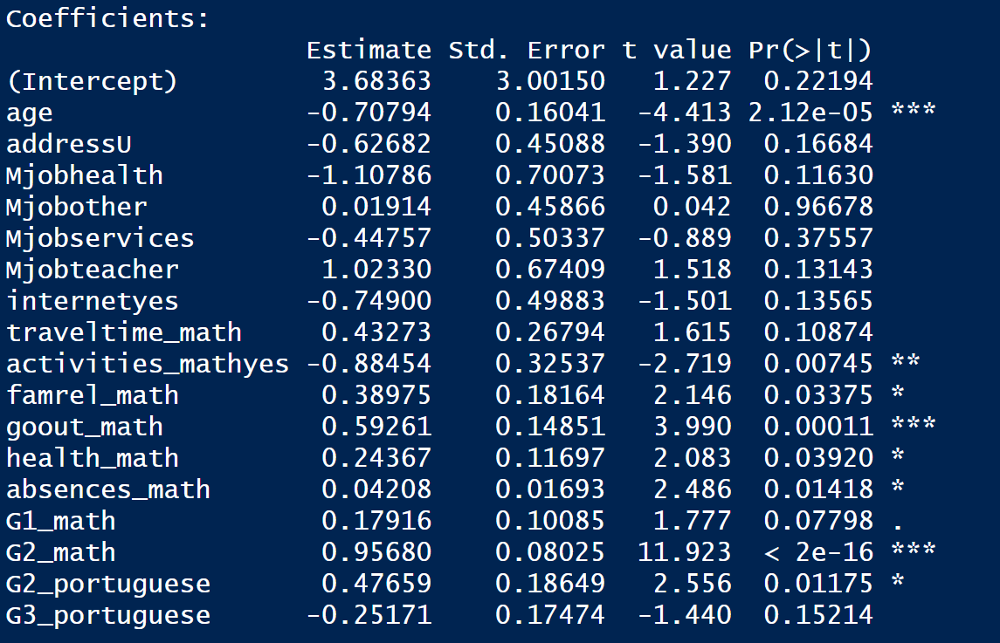 Coefficients:
                    Estimate Std. Error t value Pr(>|t|)
(Intercept)          3.68363    3.00150   1.227  0.22194
age                 -0.70794    0.16041  -4.413 2.12e-05 ***
addressU            -0.62682    0.45088  -1.390  0.16684
Mjobhealth          -1.10786    0.70073  -1.581  0.11630
Mjobother            0.01914    0.45866   0.042  0.96678
Mjobservices        -0.44757    0.50337  -0.889  0.37557
Mjobteacher          1.02330    0.67409   1.518  0.13143
internetyes         -0.74900    0.49883  -1.501  0.13565
traveltime_math      0.43273    0.26794   1.615  0.10874
activities_mathyes -0.88454    0.32537  -2.719  0.00745 **
famrel_math          0.38975    0.18164   2.146  0.03375 *
goout_math           0.59261    0.14851   3.990  0.00011 ***
health_math          0.24367    0.11697   2.083  0.03920 *
absences_math        0.04208    0.01693   2.486  0.01418 *
G1_math              0.17916    0.10085   1.777  0.07798 .
G2_math              0.95680    0.08025  11.923  < 2e-16 ***
G2_portuguese        0.47659    0.18649   2.556  0.01175 *
G3_portuguese       -0.25171    0.17474  -1.440  0.15214